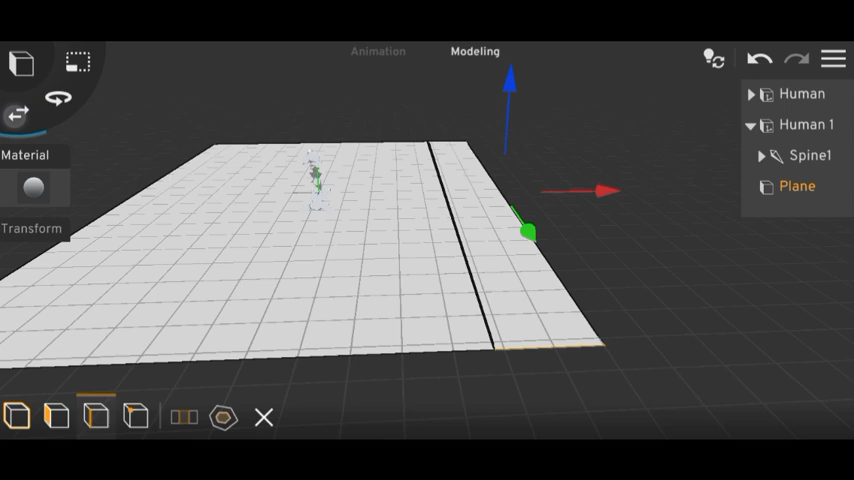 Animation
Modeling
Human
Human 1
Spine1
Plane
Material
Transform